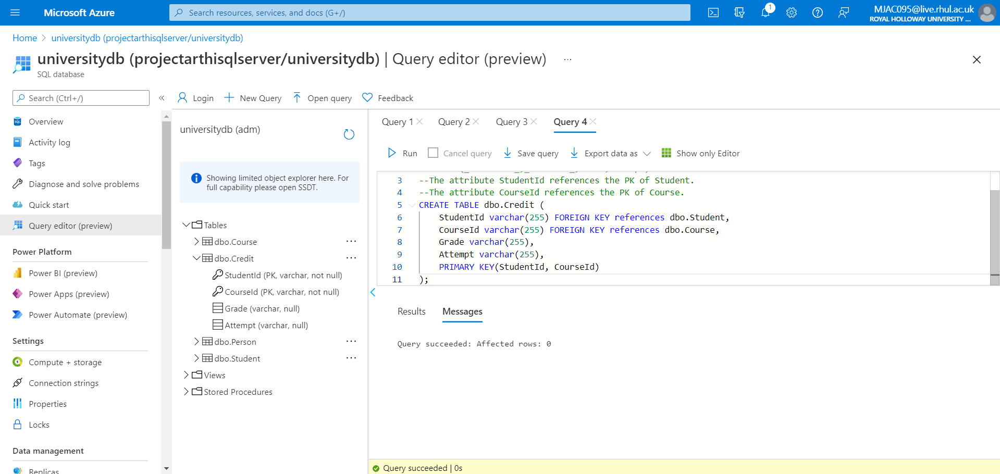 Microsoft Azure
Search resources, services, and docs (G+/)
1
MJAC095@live.rhul.ac.uk
ROYAL HOLLOWAY UNIVERSITY ...
Home > universitydb (projectarthisqlserver/universitydb)
universitydb (projectarthisqlserver/universitydb) | Query editor (preview) ...
SQL database
Search (Ctrl+/)
«
Overview
Activity log
Tags
Diagnose and solve problems
Quick start
Query editor (preview)
Power Platform
Power BI (preview)
Power Apps (preview)
Power Automate (preview)
Settings
Compute + storage
Connection strings
Properties
Locks
Data management
Replicas
Login
New Query
Open query
Feedback
universitydb (adm)
Showing limited object explorer here. For
full capability please open SSDT.
Tables
dbo.Course ...
dbo.Credit ...
StudentId (PK, varchar, not null)
CourseId (PK, varchar, not null)
Grade (varchar, null)
Attempt (varchar, null)
dbo.Person ...
dbo.Student ...
Views
Stored Procedures
Query 1
Query 2
Query 3
Query 4
Run
Cancel query
Save query
Export data as
Show only Editor
3 --The attribute StudentId references the PK of Student.
4 --The attribute CourseId references the PK of Course.
5 CREATE TABLE dbo.Credit (
6 StudentId varchar(255) FOREIGN KEY references dbo.Student,
7 CourseId varchar(255) FOREIGN KEY references dbo.Course,
8 Grade varchar(255),
9 Attempt varchar(255),
10 PRIMARY KEY(StudentId, CourseId)
11 );
Results
Messages
Query succeeded: Affected rows: 0
Query succeeded | 0s